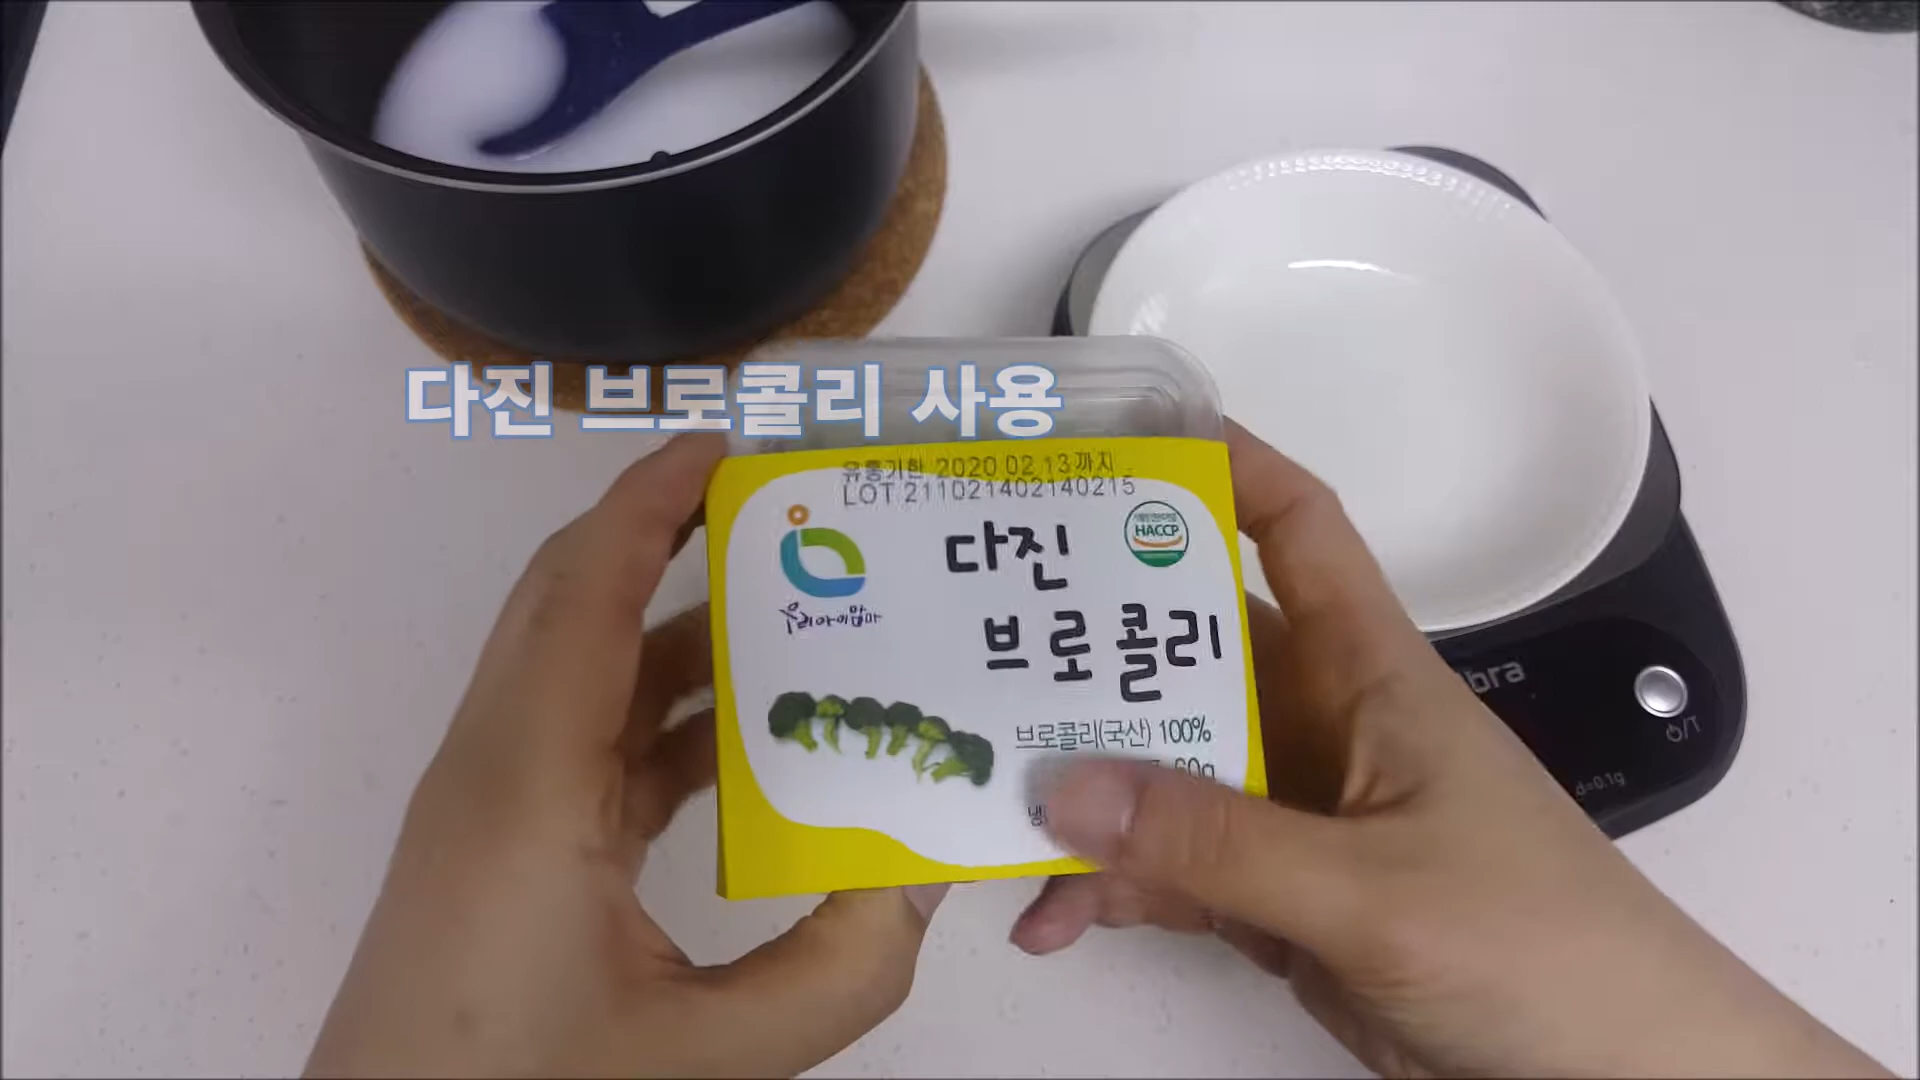 다진 브로콜리 사용
유통기한 2020 02 13까지
LOT 211021402140215
HACCP
다진
브로콜리
우리아이맘마
브로콜리(국산) 100%
60g
d=0.1g